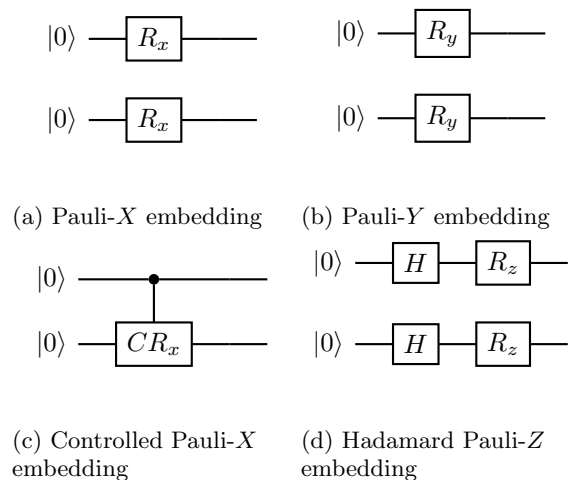 |0⟩ R_x
|0⟩ R_x
(a) Pauli-X embedding
|0⟩ R_y
|0⟩ R_y
(b) Pauli-Y embedding
|0⟩
|0⟩ CR_x
(c) Controlled Pauli-X
embedding
|0⟩ H R_z
|0⟩ H R_z
(d) Hadamard Pauli-Z
embedding